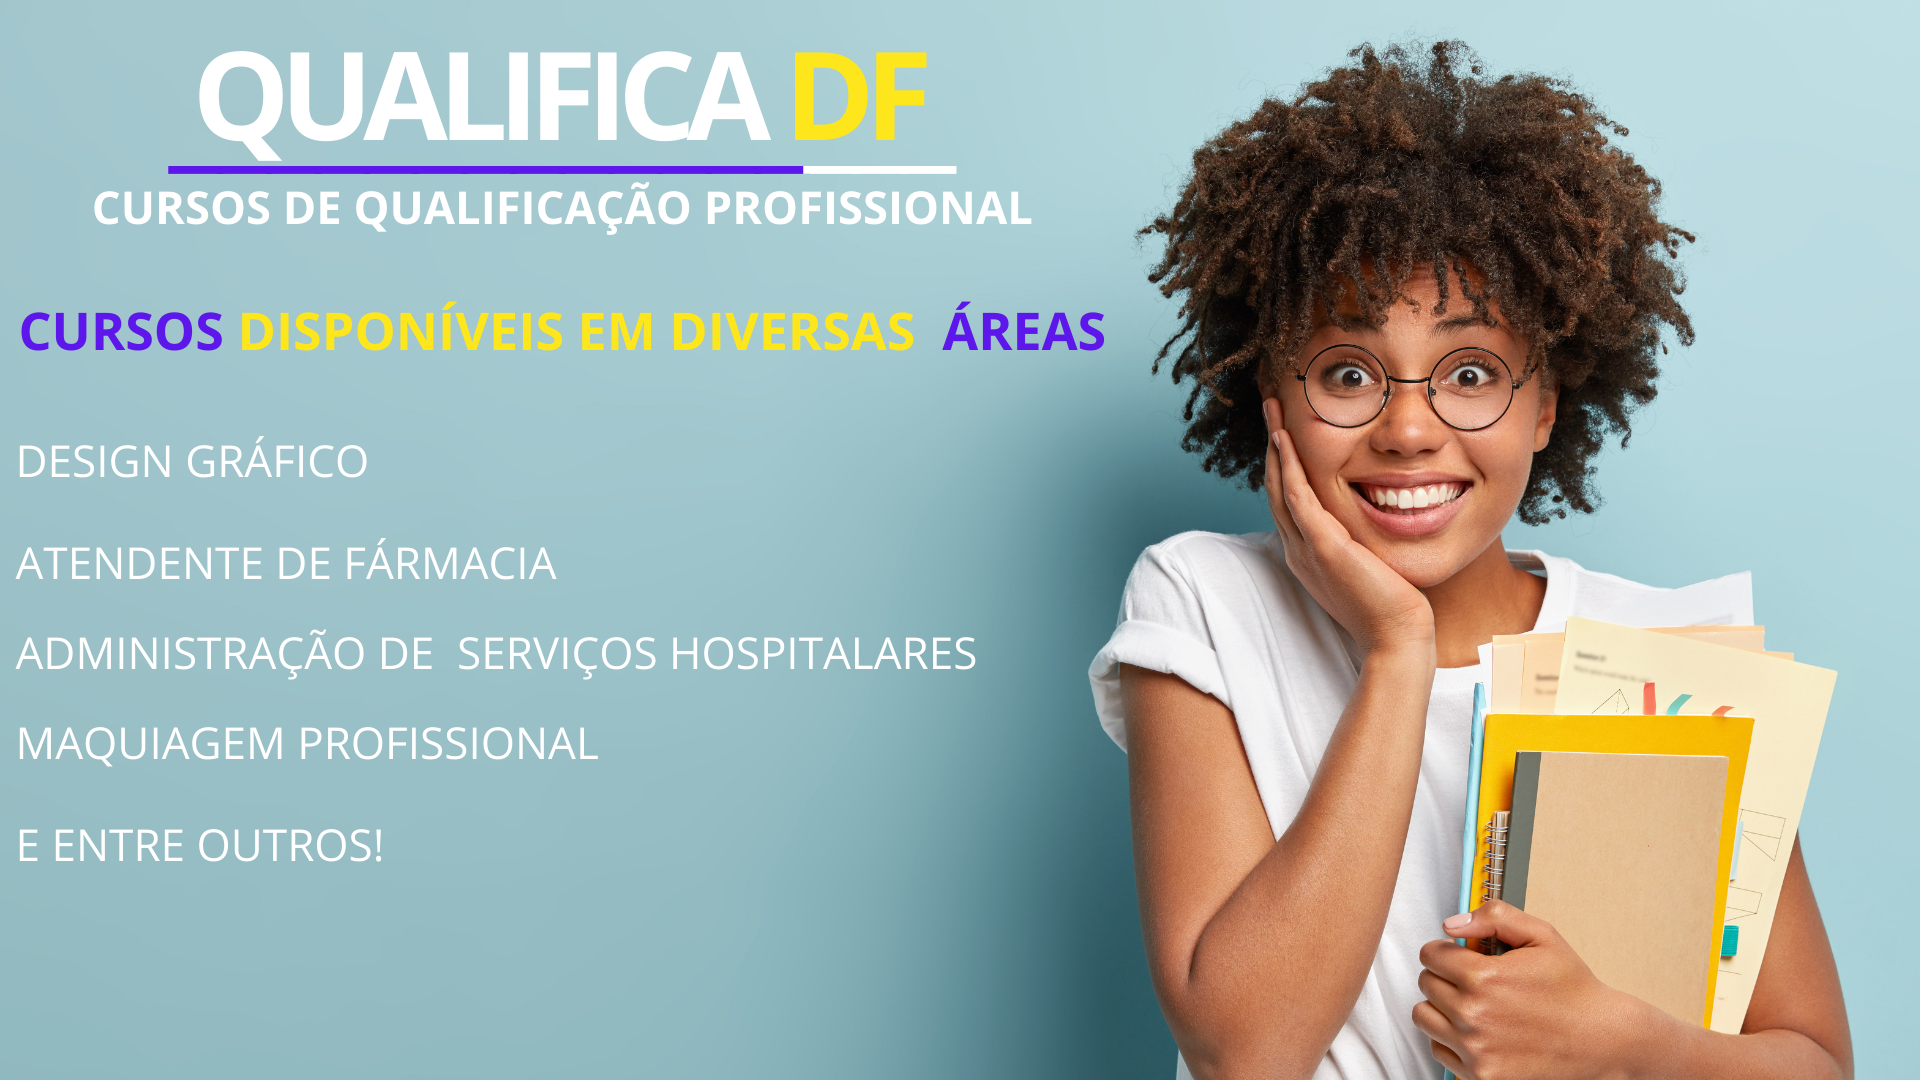 QUALIFICA DF
CURSOS DE QUALIFICAÇÃO PROFISSIONAL
CURSOS DISPONÍVEIS EM DIVERSAS ÁREAS
DESIGN GRÁFICO
ATENDENTE DE FÁRMACIA
ADMINISTRAÇÃO DE SERVIÇOS HOSPITALARES
MAQUIAGEM PROFISSIONAL
E ENTRE OUTROS!